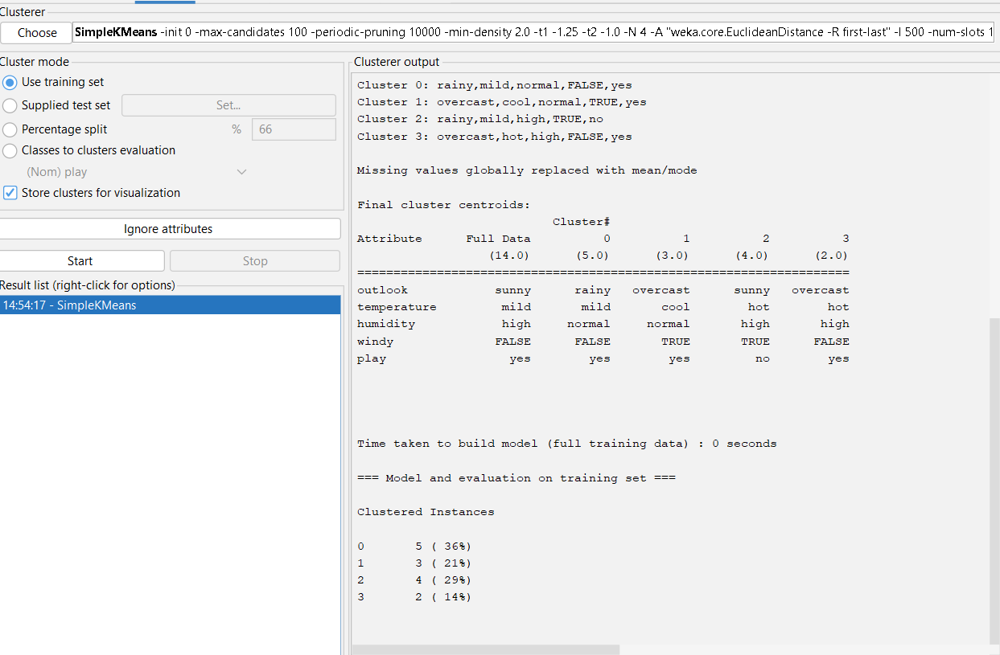 Clusterer
Choose SimpleKMeans -init 0 -max-candidates 100 -periodic-pruning 10000 -min-density 2.0 -t1 -1.25 -t2 -1.0 -N 4 -A "weka.core.EuclideanDistance -R first-last" -I 500 -num-slots 1
Cluster mode
Use training set
Supplied test set Set...
Percentage split % 66
Classes to clusters evaluation
(Nom) play
Store clusters for visualization
Ignore attributes
Start Stop
Result list (right-click for options)
14:54:17 - SimpleKMeans
Clusterer output
Cluster 0: rainy,mild,normal,FALSE,yes
Cluster 1: overcast,cool,normal,TRUE,yes
Cluster 2: rainy,mild,high,TRUE,no
Cluster 3: overcast,hot,high,FALSE,yes
Missing values globally replaced with mean/mode
Final cluster centroids:
Cluster#
Attribute Full Data 0 1 2 3
(14.0) (5.0) (3.0) (4.0) (2.0)
====================================================================
outlook sunny rainy overcast sunny overcast
temperature mild mild cool hot hot
humidity high normal normal high high
windy FALSE FALSE TRUE TRUE FALSE
play yes yes yes no yes
Time taken to build model (full training data) : 0 seconds
=== Model and evaluation on training set ===
Clustered Instances
0 5 ( 36%)
1 3 ( 21%)
2 4 ( 29%)
3 2 ( 14%)